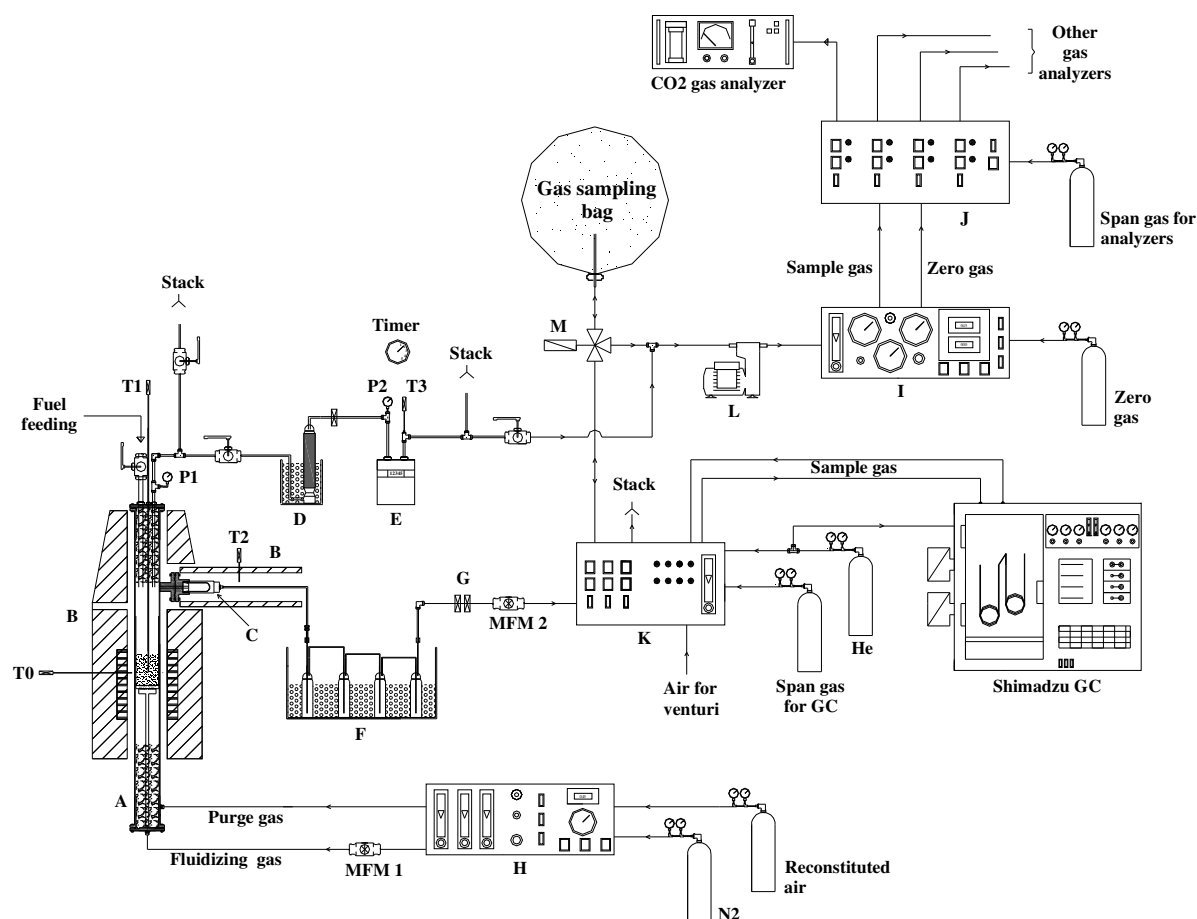 CO2 gas analyzer
Other
gas
analyzers
Gas sampling
bag
J
Span gas for
analyzers
Sample gas
Zero gas
Stack
Timer
M
Stack
T1
P2
T3
L
I
Zero
gas
Fuel
feeding
P1
D
E
Stack
Sample gas
T2
B
G
B
C
MFM 2
K
He
T0
Air for
venturi
Span gas
for GC
Shimadzu GC
F
A
Purge gas
Fluidizing gas
MFM 1
H
Reconstituted
air
N2